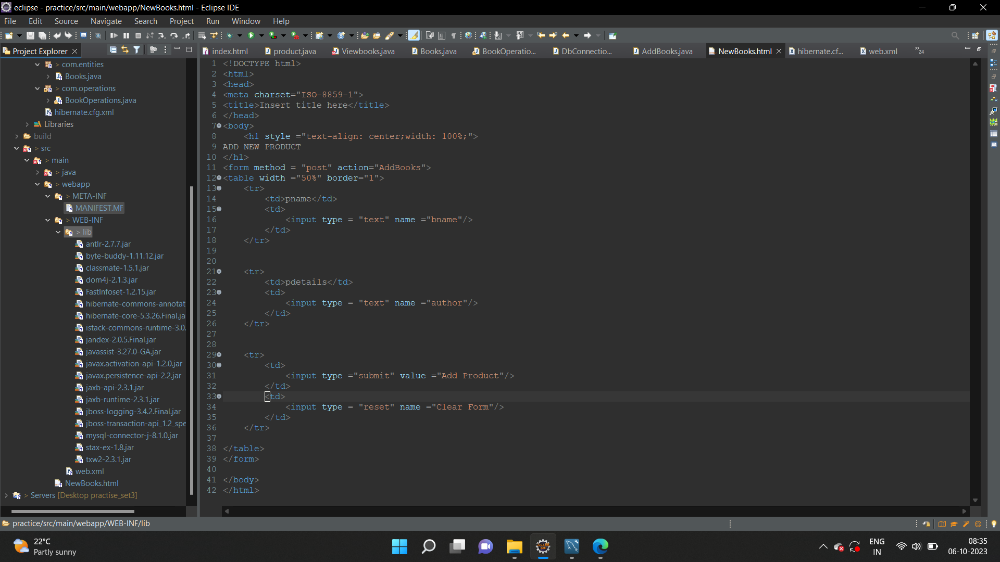 eclipse - practice/src/main/webapp/NewBooks.html - Eclipse IDE
File Edit Source Navigate Search Project Run Window Help
Project Explorer
com.entities
Books.java
com.operations
BookOperations.java
hibernate.cfg.xml
Libraries
build
src
main
java
webapp
META-INF
MANIFEST.MF
WEB-INF
lib
antlr-2.7.7.jar
byte-buddy-1.11.12.jar
classmate-1.5.1.jar
dom4j-2.1.3.jar
FastInfoset-1.2.15.jar
hibernate-commons-annotat
hibernate-core-5.3.26.Final.ja
istack-commons-runtime-3.0.
jandex-2.0.5.Final.jar
javassist-3.27.0-GA.jar
javax.activation-api-1.2.0.jar
javax.persistence-api-2.2.jar
jaxb-api-2.3.1.jar
jaxb-runtime-2.3.1.jar
jboss-logging-3.4.2.Final.jar
jboss-transaction-api_1.2_spe
mysql-connector-j-8.1.0.jar
stax-ex-1.8.jar
txw2-2.3.1.jar
web.xml
NewBooks.html
Servers [Desktop practise_set3]
index.html product.java Viewbooks.java Books.java BookOperatio... DbConnectio... AddBooks.java NewBooks.html hibernate.cf... web.xml »24
1 <!DOCTYPE html>
2 <html>
3 <head>
4 <meta charset="ISO-8859-1">
5 <title>Insert title here</title>
6 </head>
7 <body>
8 <h1 style ="text-align: center;width: 100%;">
9 ADD NEW PRODUCT
10 </h1>
11 <form method = "post" action="AddBooks">
12 <table width ="50%" border="1">
13 <tr>
14 <td>pname</td>
15 <td>
16 <input type = "text" name ="bname"/>
17 </td>
18 </tr>
19
20
21 <tr>
22 <td>pdetails</td>
23 <td>
24 <input type = "text" name ="author"/>
25 </td>
26 </tr>
27
28
29 <tr>
30 <td>
31 <input type ="submit" value ="Add Product"/>
32 </td>
33 <td>
34 <input type = "reset" name ="Clear Form"/>
35 </td>
36 </tr>
37
38 </table>
39 </form>
40
41 </body>
42 </html>
practice/src/main/webapp/WEB-INF/lib
22°C
Partly sunny
ENG
IN
08:35
06-10-2023